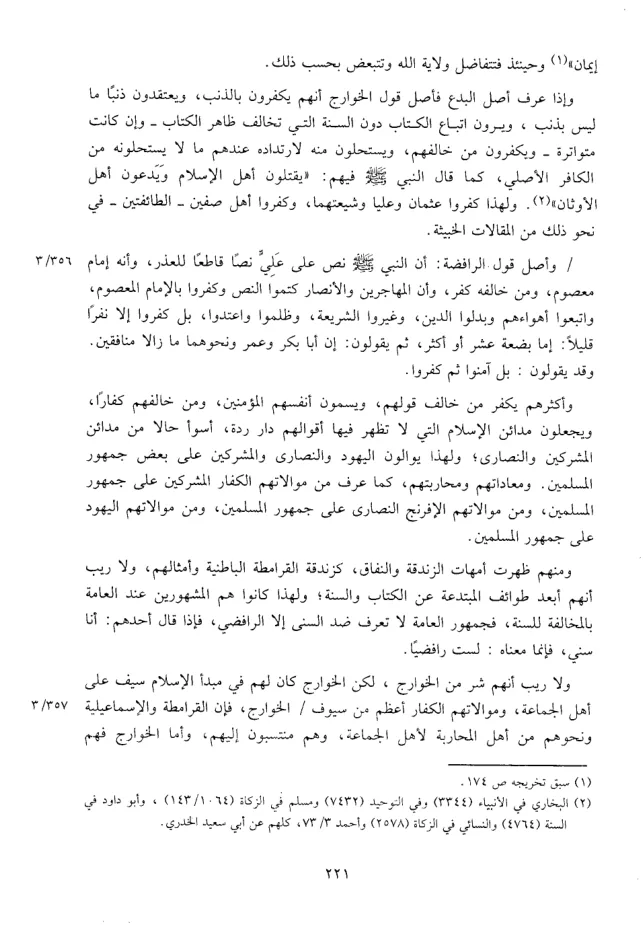 إيمان»(١) وحينئذ فتتفاضل ولاية الله وتتبعض بحسب ذلك.
وإذا عرف أصل البدع فأصل قول الخوارج أنهم يكفرون بالذنب، ويعتقدون ذنبًا ما
ليس بذنب ، ويـرون اتباع الكتاب دون السنة التي تخالف ظاهر الكتاب ـ وإن كانت
متواترة ـ ويكفرون من خالفهم، ويستحلون منه لارتداده عندهم ما لا يستحلونه من
الكافر الأصلي، كما قال النبي ﷺ فيهم: «يقتلون أهل الإسلام وَيَدعون أهل
الأوثان»(٢). ولهذا كفروا عثمان وعليا وشيعتهما، وكفروا أهل صفين ـ الطائفتين ـ في
نحو ذلك من المقالات الخبيثة.
/ وأصل قول الرافضة: أن النبي ﷺ نص على عَلِيٍّ نصًا قاطعًا للعذر، وأنه إمام ٣/٣٥٦
معصوم، ومن خالفه كفر، وأن المهاجرين والأنصار كتموا النص وكفروا بالإمام المعصوم،
واتبعوا أهواءهم وبدلوا الدين، وغيروا الشريعة، وظلموا واعتدوا، بل كفروا إلا نفرًا
قليلاً: إما بضعة عشر أو أكثر، ثم يقولون: إن أبا بكر وعمر ونحوهما ما زالا منافقين.
وقد يقولون : بل آمنوا ثم كفروا.
وأكثرهم يكفر من خالف قولهم، ويسمون أنفسهم المؤمنين، ومن خالفهم كفارًا،
ويجعلون مدائن الإسلام التي لا تظهر فيها أقوالهم دار ردة، أسوأ حالا من مدائن
المشركين والنصارى؛ ولهذا يوالون اليهود والنصارى والمشركين على بعض جمهور
المسلمين. ومعاداتهم ومحاربتهم، كما عرف من موالاتهم الكفار المشركين على جمهور
المسلمين، ومن موالاتهم الإفرنج النصارى على جمهور المسلمين، ومن موالاتهم اليهود
على جمهور المسلمين.
ومنهم ظهرت أمهات الزندقة والنفاق، كزندقة القرامطة الباطنية وأمثالهم، ولا ريب
أنهم أبعد طوائف المبتدعة عن الكتاب والسنة؛ ولهذا كانوا هم المشهورين عند العامة
بالمخالفة للسنة، فجمهور العامة لا تعرف ضد السنى إلا الرافضي، فإذا قال أحدهم: أنا
سني، فإنما معناه : لست رافضيًا.
ولا ريب أنهم شر من الخوارج ، لكن الخوارج كان لهم في مبدأ الإسلام سيف على
أهل الجماعة، وموالاتهم الكفار أعظم من سيوف / الخوارج، فإن القرامطة والإسماعيلية ٣/٣٥٧
ونحوهم من أهل المحاربة لأهل الجماعة، وهم منتسبون إليهم، وأما الخوارج فهم
(١) سبق تخريجه ص ١٧٤.
(٢) البخاري في الأنبياء (٣٣٤٤) وفي التوحيد (٧٤٣٢) ومسلم في الزكاة (١٤٣/١٠٦٤) ، وأبو داود في
السنة (٤٧٦٤) والنسائي في الزكاة (٢٥٧٨) وأحمد ٧٣/٣، كلهم عن أبي سعيد الخدري.
٢٢١